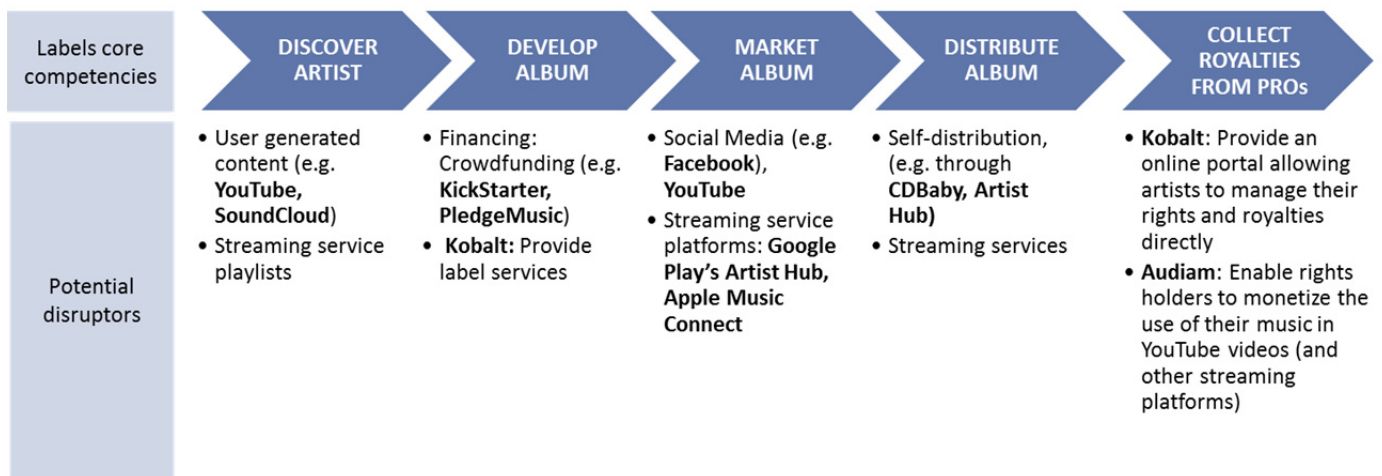 Labels core
competencies
DISCOVER
ARTIST
DEVELOP
ALBUM
MARKET
ALBUM
DISTRIBUTE
ALBUM
COLLECT
ROYALTIES
FROM PROs
Potential
disruptors
• User generated
content (e.g.
YouTube,
SoundCloud)
• Streaming service
playlists
• Financing:
Crowdfunding (e.g.
KickStarter,
PledgeMusic)
• Kobalt: Provide
label services
• Social Media (e.g.
Facebook),
YouTube
• Streaming service
platforms: Google
Play’s Artist Hub,
Apple Music
Connect
• Self-distribution,
(e.g. through
CDBaby, Artist
Hub)
• Streaming services
• Kobalt: Provide an
online portal allowing
artists to manage their
rights and royalties
directly
• Audiam: Enable rights
holders to monetize the
use of their music in
YouTube videos (and
other streaming
platforms)